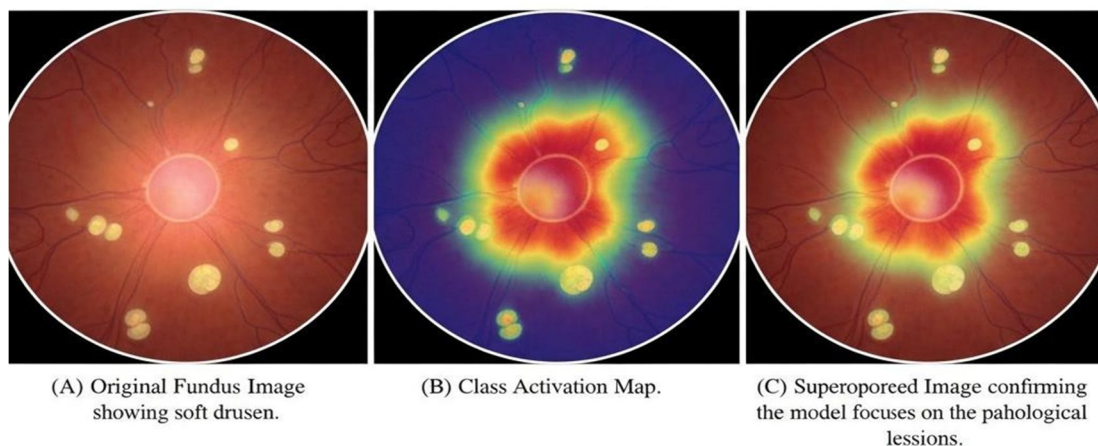 (A) Original Fundus Image
showing soft drusen.
(B) Class Activation Map.
(C) Superoporeed Image confirming
the model focuses on the pahological
lessions.